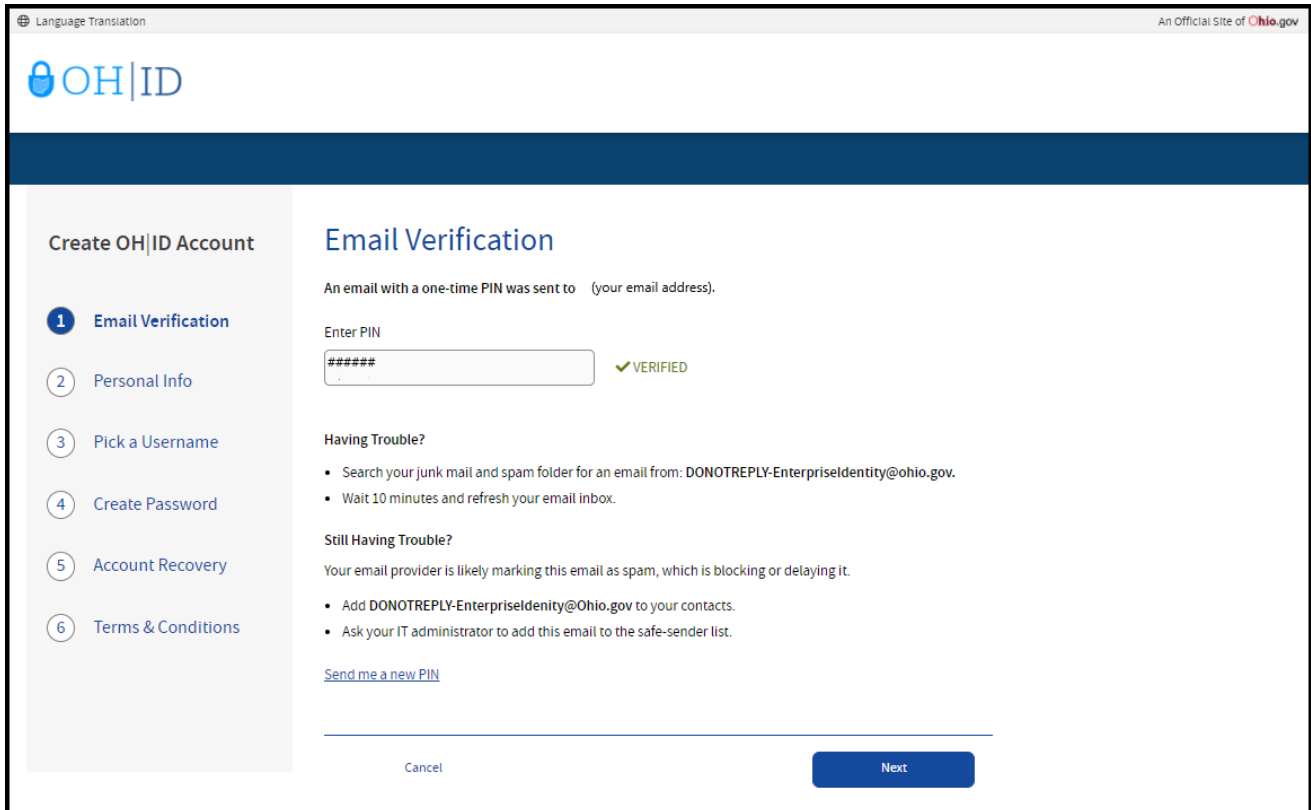 Language Translation
An Official Site of Ohio.gov
OH|ID
Create OH|ID Account
1 Email Verification
2 Personal Info
3 Pick a Username
4 Create Password
5 Account Recovery
6 Terms & Conditions
Email Verification
An email with a one-time PIN was sent to (your email address).
Enter PIN
######
VERIFIED
Having Trouble?
• Search your junk mail and spam folder for an email from: DONOTREPLY-EnterpriseIdentity@ohio.gov.
• Wait 10 minutes and refresh your email inbox.
Still Having Trouble?
Your email provider is likely marking this email as spam, which is blocking or delaying it.
• Add DONOTREPLY-EnterpriseIdenity@Ohio.gov to your contacts.
• Ask your IT administrator to add this email to the safe-sender list.
Send me a new PIN
Cancel
Next